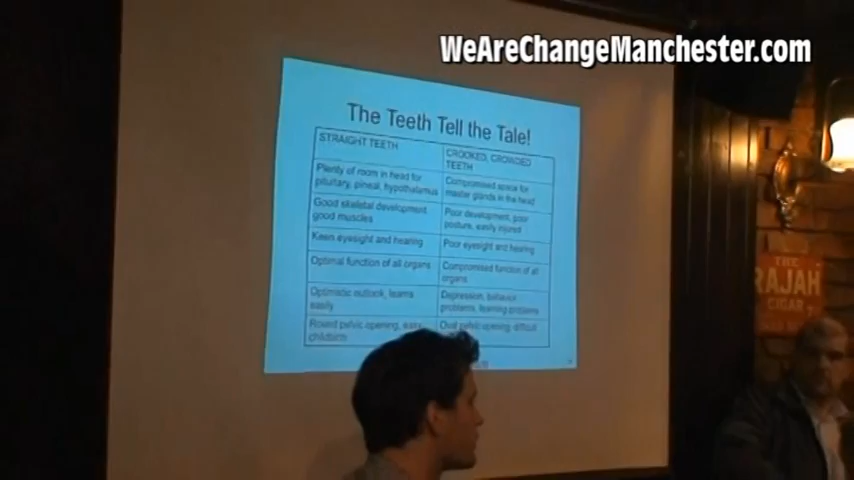 WeAreChangeManchester.com
The Teeth Tell the Tale!
STRAIGHT TEETH
CROOKED, CROWDED
TEETH
Plenty of room in head for
pituitary, pineal, hypothalamus
Compromised space for
master glands in the head
Good skeletal development
good muscles
Poor development, poor
posture, easily injured
Keen eyesight and hearing
Poor eyesight and hearing
Optimal function of all organs
Compromised function of all
organs
Optimistic outlook, learns
easily
Depression, behavior
problems, learning problems
Round pelvic opening, easy
childbirth
Oval pelvic opening, difficult
THE
RAJAH
CIGAR